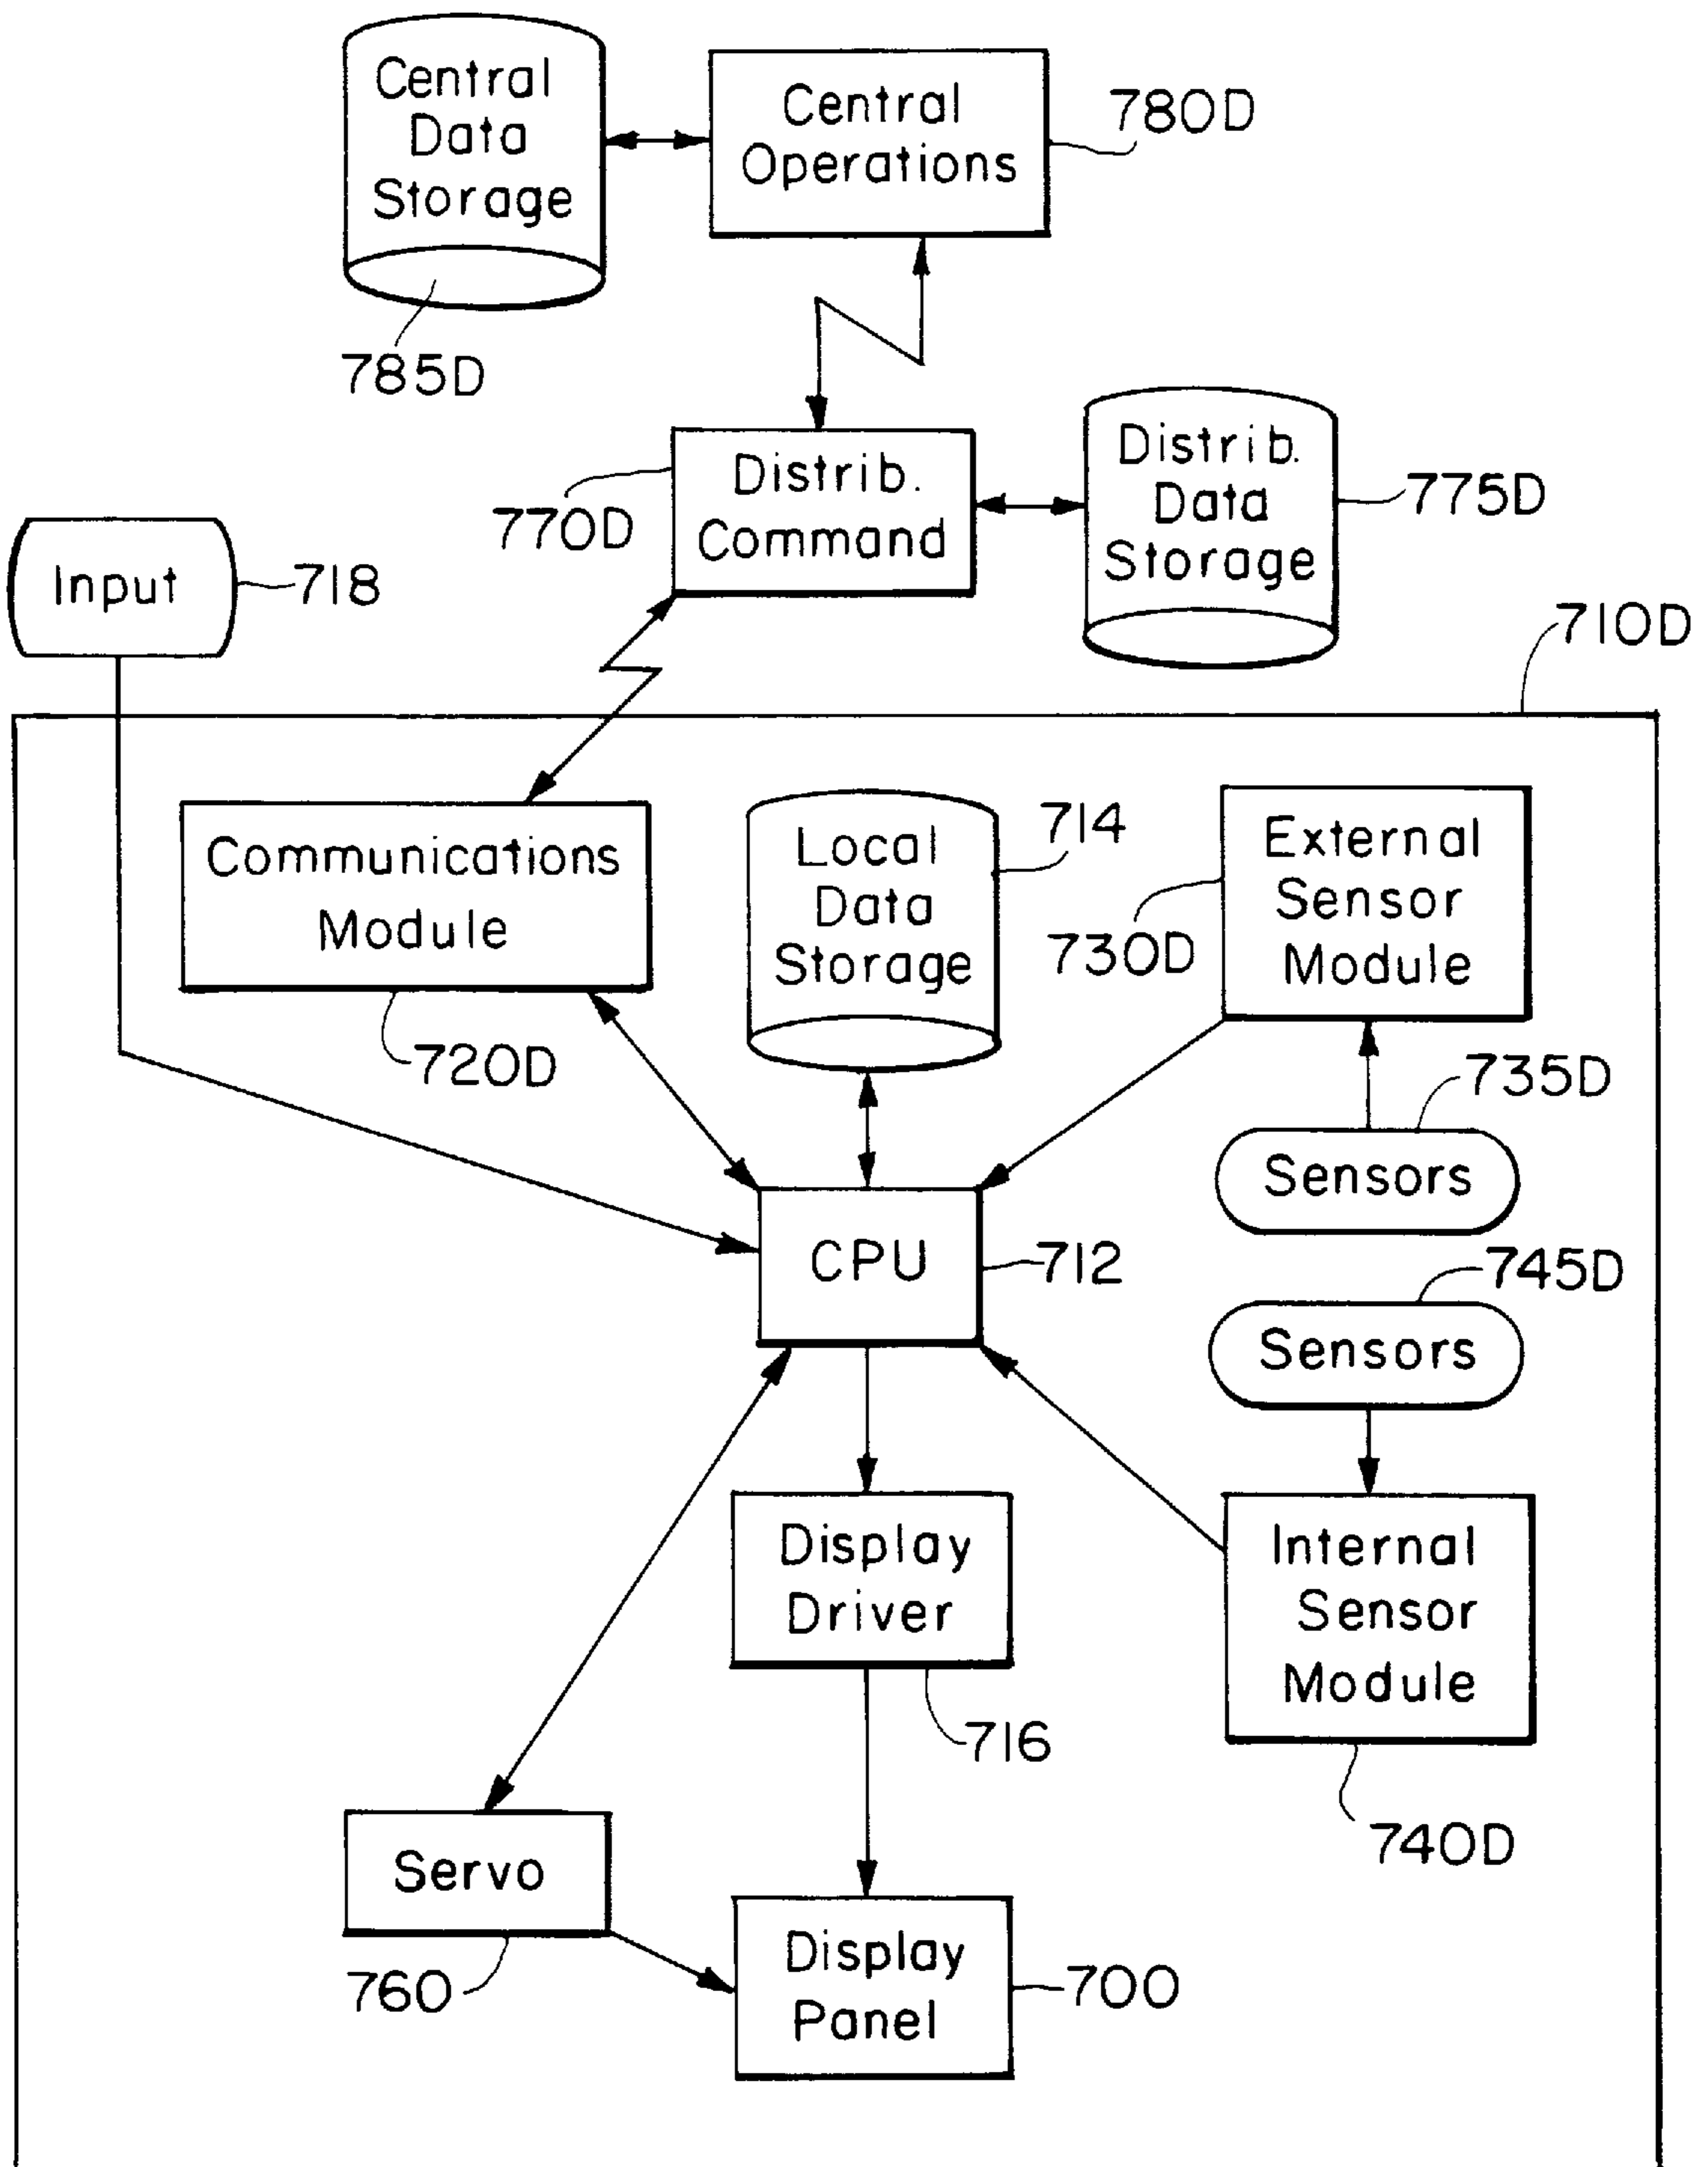 Central
Data
Storage
Central
Operations
780D
785D
Distrib.
Command
770D
Distrib.
Data
Storage
775D
Input
718
710D
Communications
Module
720D
Local
Data
Storage
714
External
Sensor
Module
730D
735D
Sensors
CPU
712
745D
Sensors
Display
Driver
716
Internal
Sensor
Module
740D
Servo
760
Display
Panel
700